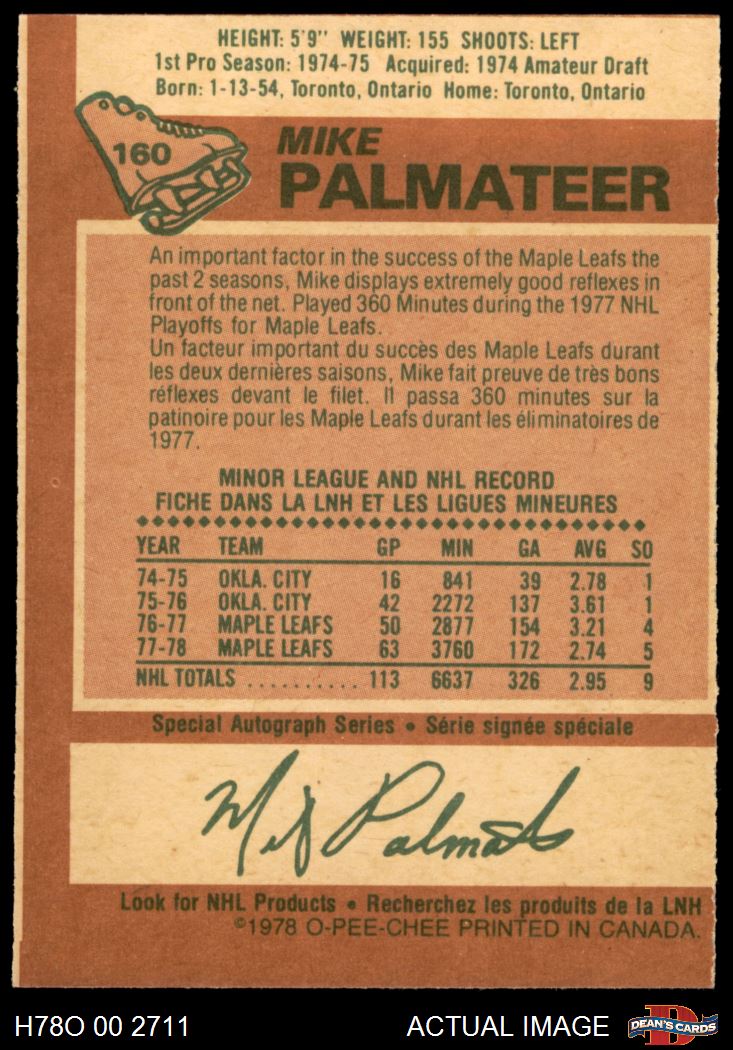 HEIGHT: 5'9" WEIGHT: 155 SHOOTS: LEFT
1st Pro Season: 1974-75 Acquired: 1974 Amateur Draft
Born: 1-13-54, Toronto, Ontario Home: Toronto, Ontario
160
MIKE
PALMATEER
An important factor in the success of the Maple Leafs the
past 2 seasons, Mike displays extremely good reflexes in
front of the net. Played 360 Minutes during the 1977 NHL
Playoffs for Maple Leafs.
Un facteur important du succès des Maple Leafs durant
les deux dernières saisons, Mike fait preuve de très bons
réflexes devant le filet. Il passa 360 minutes sur la
patinoire pour les Maple Leafs durant les éliminatoires de
1977.
MINOR LEAGUE AND NHL RECORD
FICHE DANS LA LNH ET LES LIGUES MINEURES
YEAR TEAM GP MIN GA AVG SO
74-75 OKLA. CITY 16 841 39 2.78 1
75-76 OKLA. CITY 42 2272 137 3.61 1
76-77 MAPLE LEAFS 50 2877 154 3.21 4
77-78 MAPLE LEAFS 63 3760 172 2.74 5
NHL TOTALS .......... 113 6637 326 2.95 9
Special Autograph Series • Série signée spéciale
Mike Palmateer
Look for NHL Products • Recherchez les produits de la LNH
©1978 O-PEE-CHEE PRINTED IN CANADA.
H78O 00 2711 ACTUAL IMAGE D DEAN'S CARDS